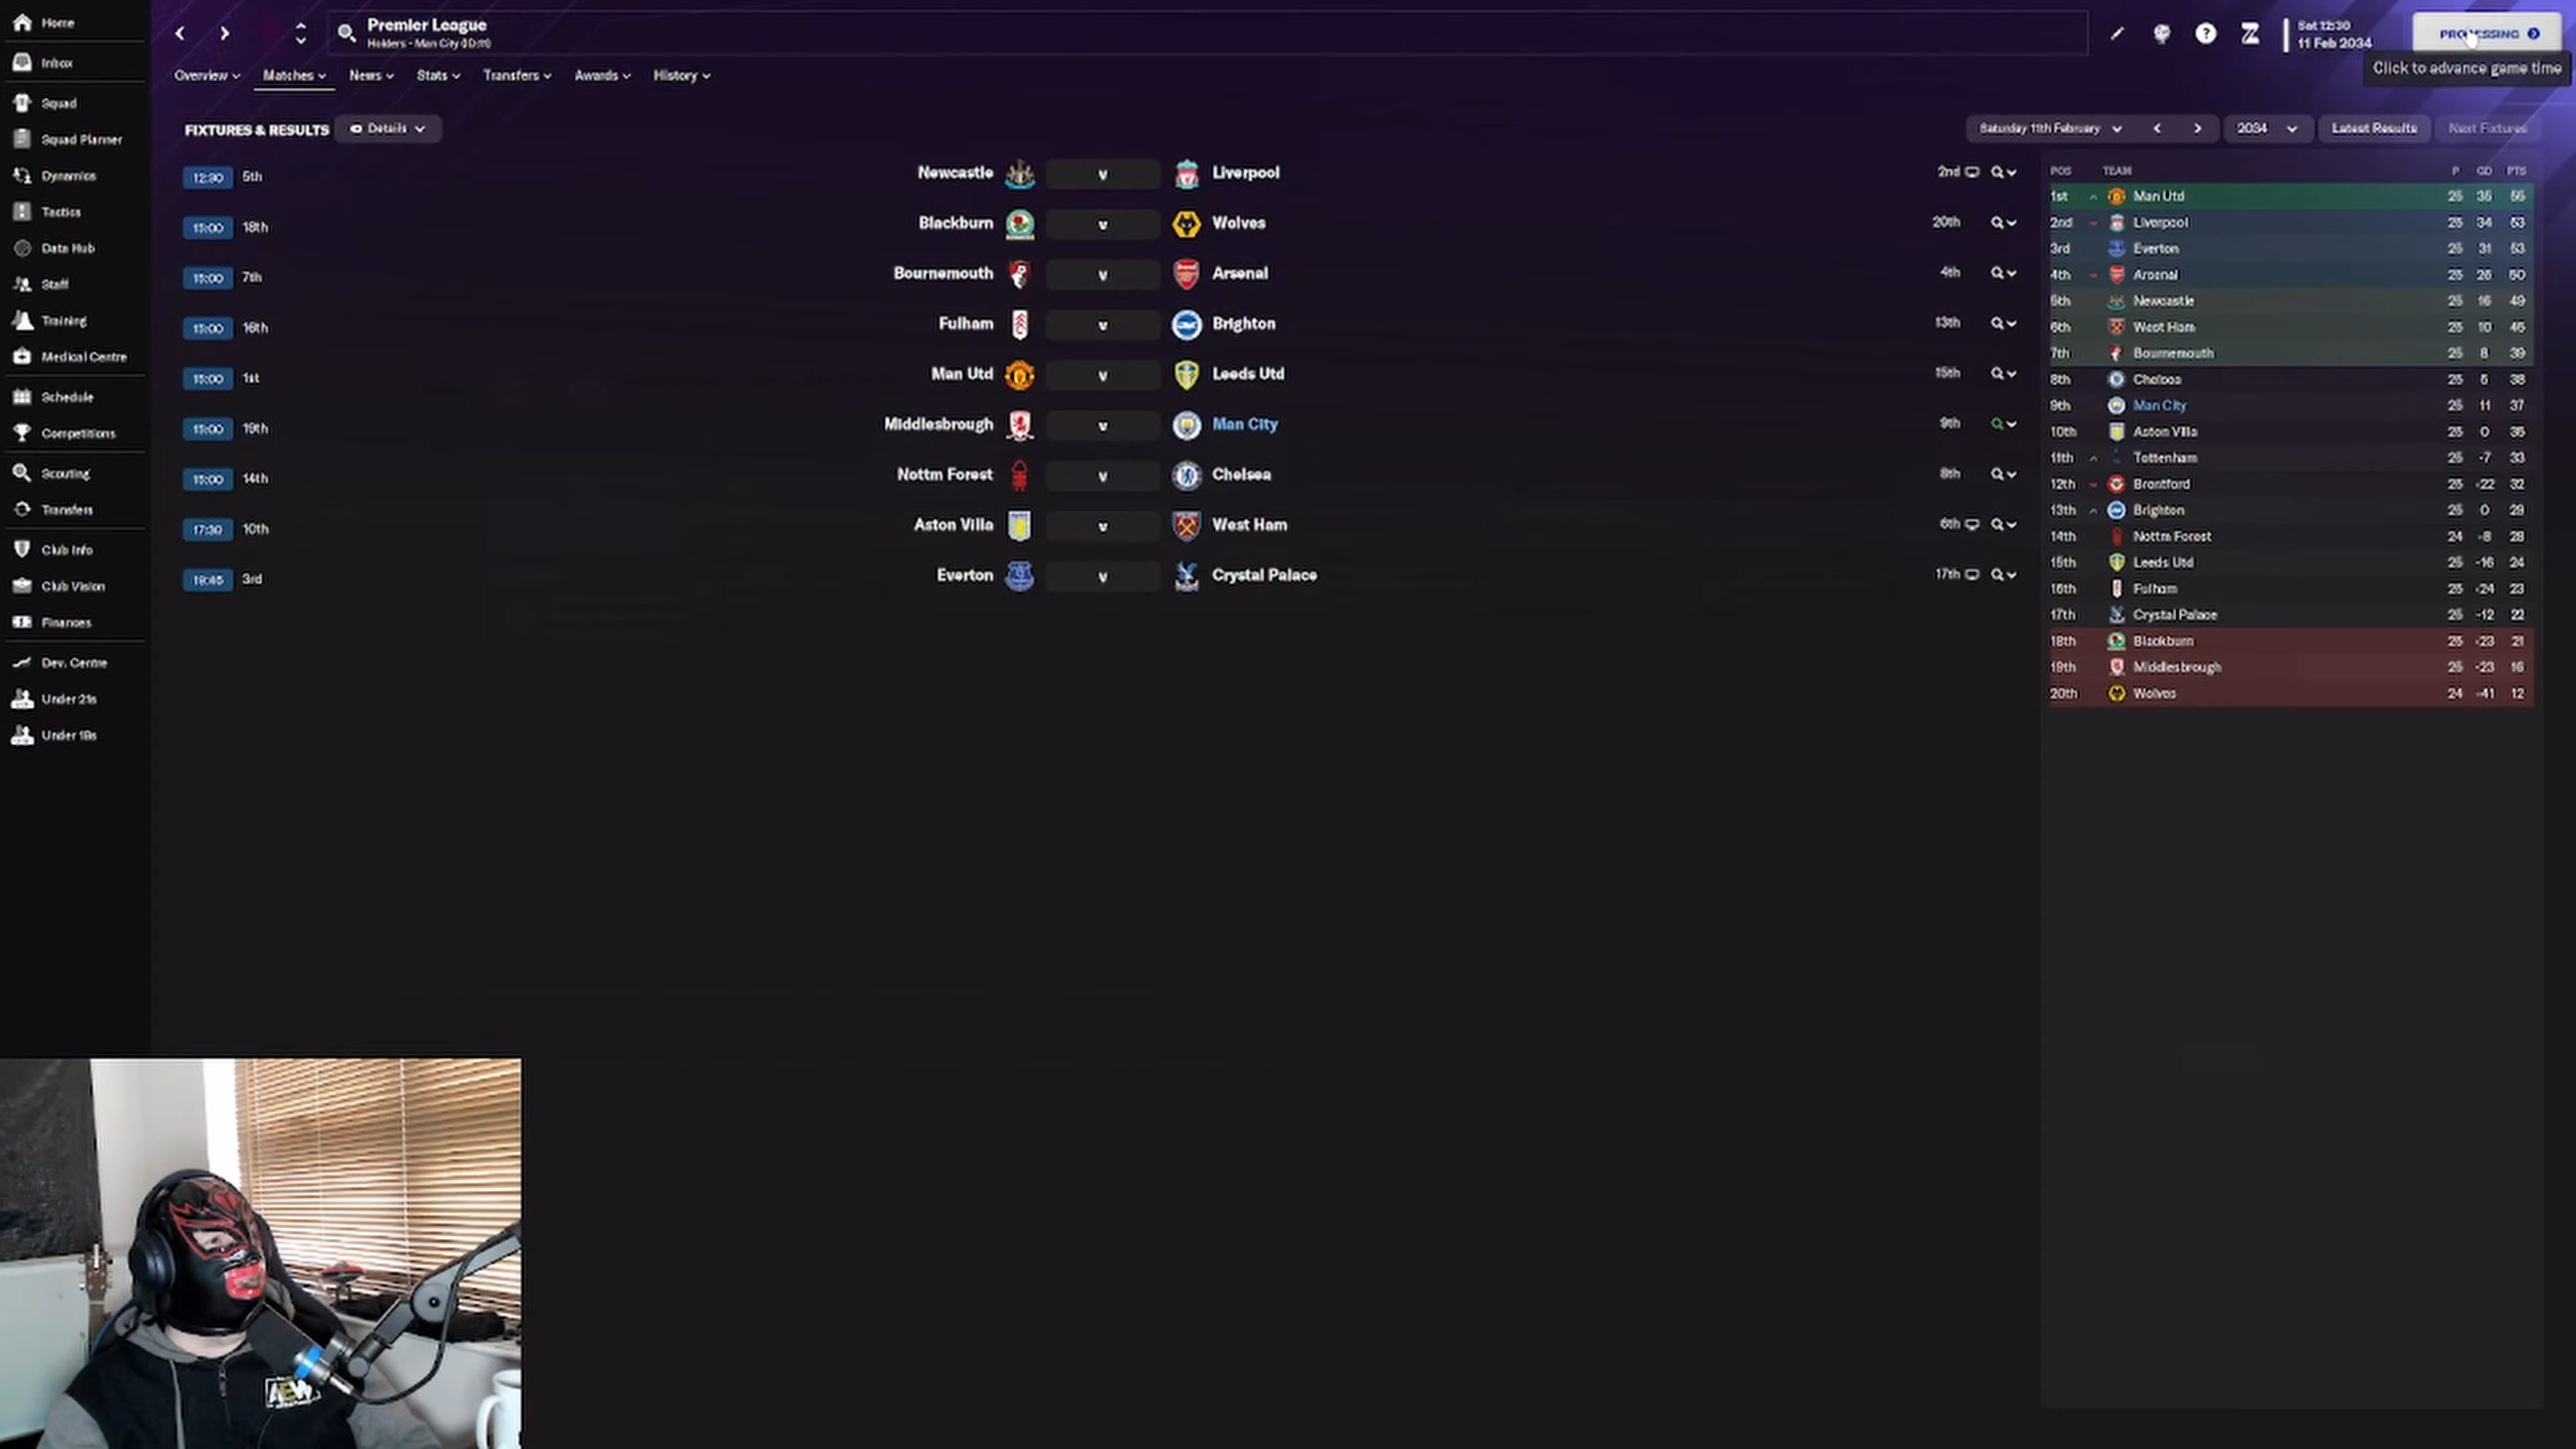 Home
Inbox
Squad
Squad Planner
Dynamics
Tactics
Data Hub
Staff
Training
Medical Centre
Schedule
Competitions
Scouting
Transfers
Club Info
Club Vision
Finances
Dev. Centre
Under 21s
Under 18s
Premier League
Holders - Man City
Sat 12:30
11 Feb 2034
PROCESSING
Click to advance game time
Overview Matches News Stats Transfers Awards History
FIXTURES & RESULTS Details
Saturday 11th February 2034 Latest Results Next Fixtures
12:30 5th Newcastle v Liverpool 2nd
15:00 18th Blackburn v Wolves 20th
15:00 7th Bournemouth v Arsenal 4th
15:00 16th Fulham v Brighton 13th
15:00 1st Man Utd v Leeds Utd 15th
15:00 19th Middlesbrough v Man City 9th
15:00 14th Nottm Forest v Chelsea 8th
17:30 10th Aston Villa v West Ham 6th
19:45 3rd Everton v Crystal Palace 17th
POS TEAM P GD PTS
1st Man Utd 25 35 55
2nd Liverpool 25 34 53
3rd Everton 25 31 53
4th Arsenal 25 26 50
5th Newcastle 25 16 49
6th West Ham 25 10 45
7th Bournemouth 25 8 39
8th Chelsea 25 5 38
9th Man City 25 11 37
10th Aston Villa 25 0 35
11th Tottenham 25 -7 33
12th Brentford 25 -22 32
13th Brighton 25 0 29
14th Nottm Forest 24 -8 28
15th Leeds Utd 25 -16 24
16th Fulham 25 -24 23
17th Crystal Palace 25 -12 22
18th Blackburn 25 -23 21
19th Middlesbrough 25 -23 16
20th Wolves 24 -41 12
AEW